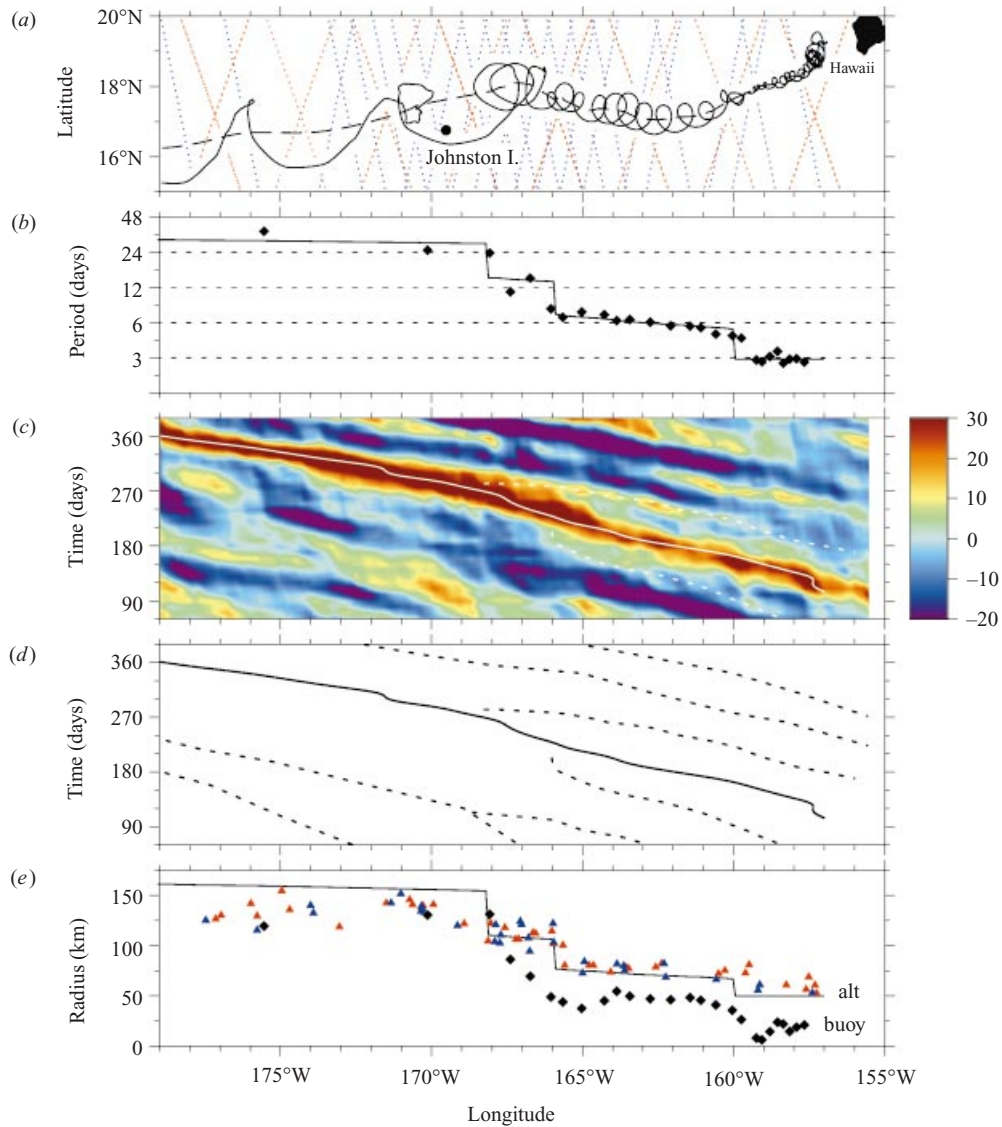 (a)
20°N
18°N
16°N
Latitude
Hawaii
Johnston I.
(b)
48
24
12
6
3
Period (days)
(c)
360
270
180
90
Time (days)
30
20
10
0
–10
–20
(d)
360
270
180
90
Time (days)
(e)
150
100
50
0
Radius (km)
alt
buoy
175°W 170°W 165°W 160°W 155°W
Longitude